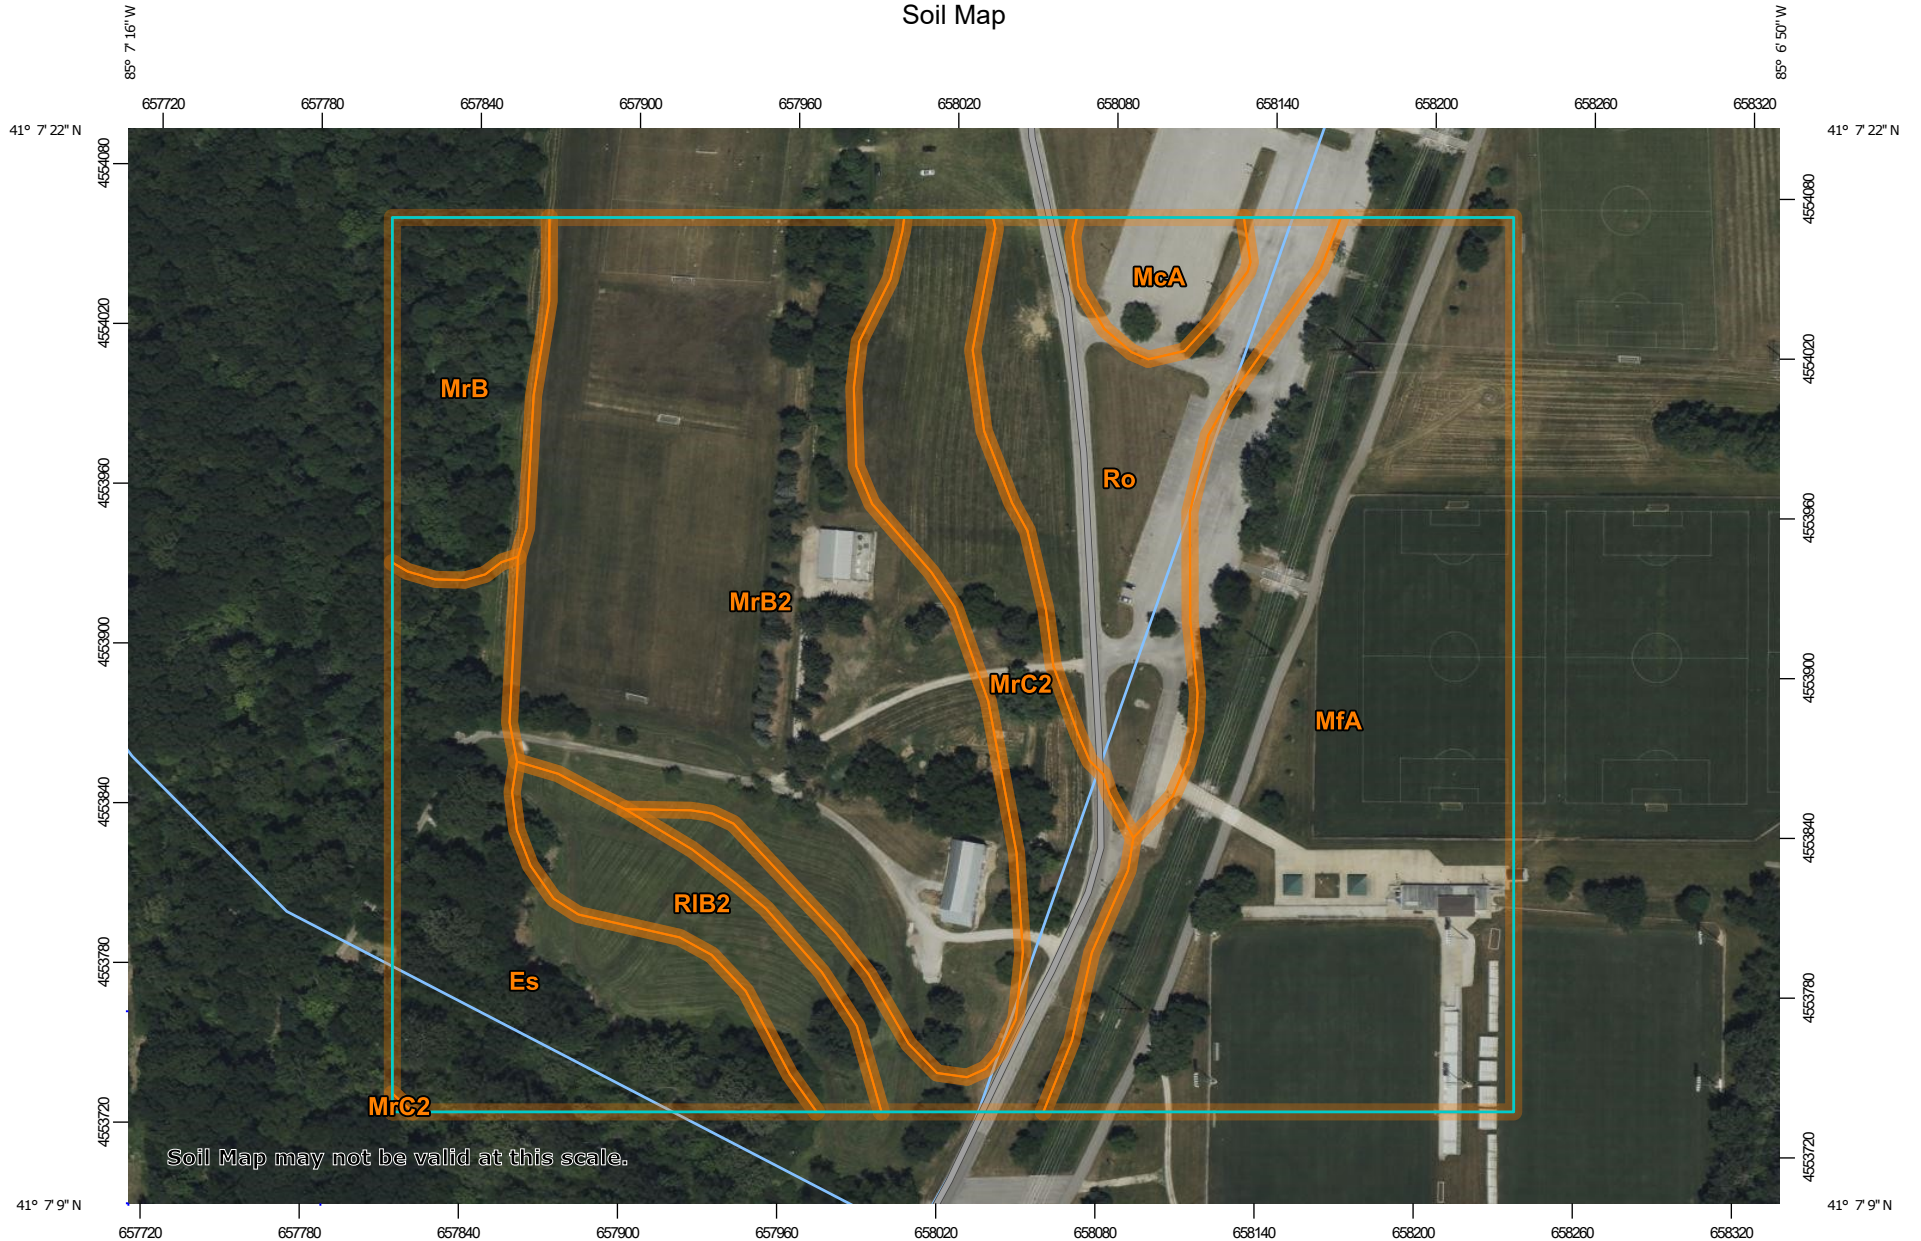 Soil Map
85° 7' 16'' W
85° 6' 50'' W
657720 657780 657840 657900 657960 658020 658080 658140 658200 658260 658320
41° 7' 22'' N
41° 7' 22'' N
4554080
4554080
McA
4554020
4554020
MrB
Ro
4553960
4553960
MrB2
4553900
4553900
MrC2
MfA
4553840
4553840
RIB2
Es
4553780
4553780
MrC2
4553720
4553720
Soil Map may not be valid at this scale.
41° 7' 9'' N
41° 7' 9'' N
657720 657780 657840 657900 657960 658020 658080 658140 658200 658260 658320